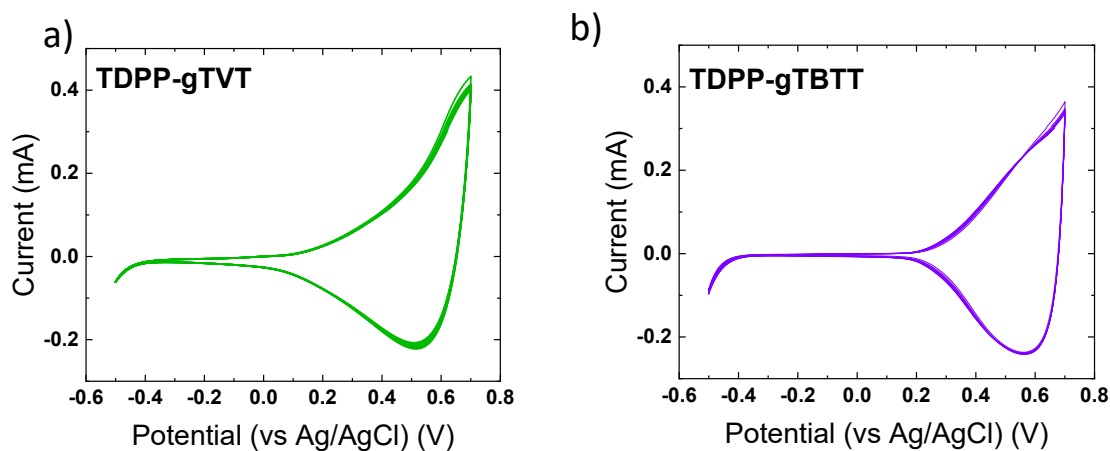 a)
TDPP-gTVT
0.4
0.2
0.0
-0.2
Current (mA)
-0.6 -0.4 -0.2 0.0 0.2 0.4 0.6 0.8
Potential (vs Ag/AgCl) (V)
b)
TDPP-gTBTT
0.4
0.2
0.0
-0.2
Current (mA)
-0.6 -0.4 -0.2 0.0 0.2 0.4 0.6 0.8
Potential (vs Ag/AgCl) (V)